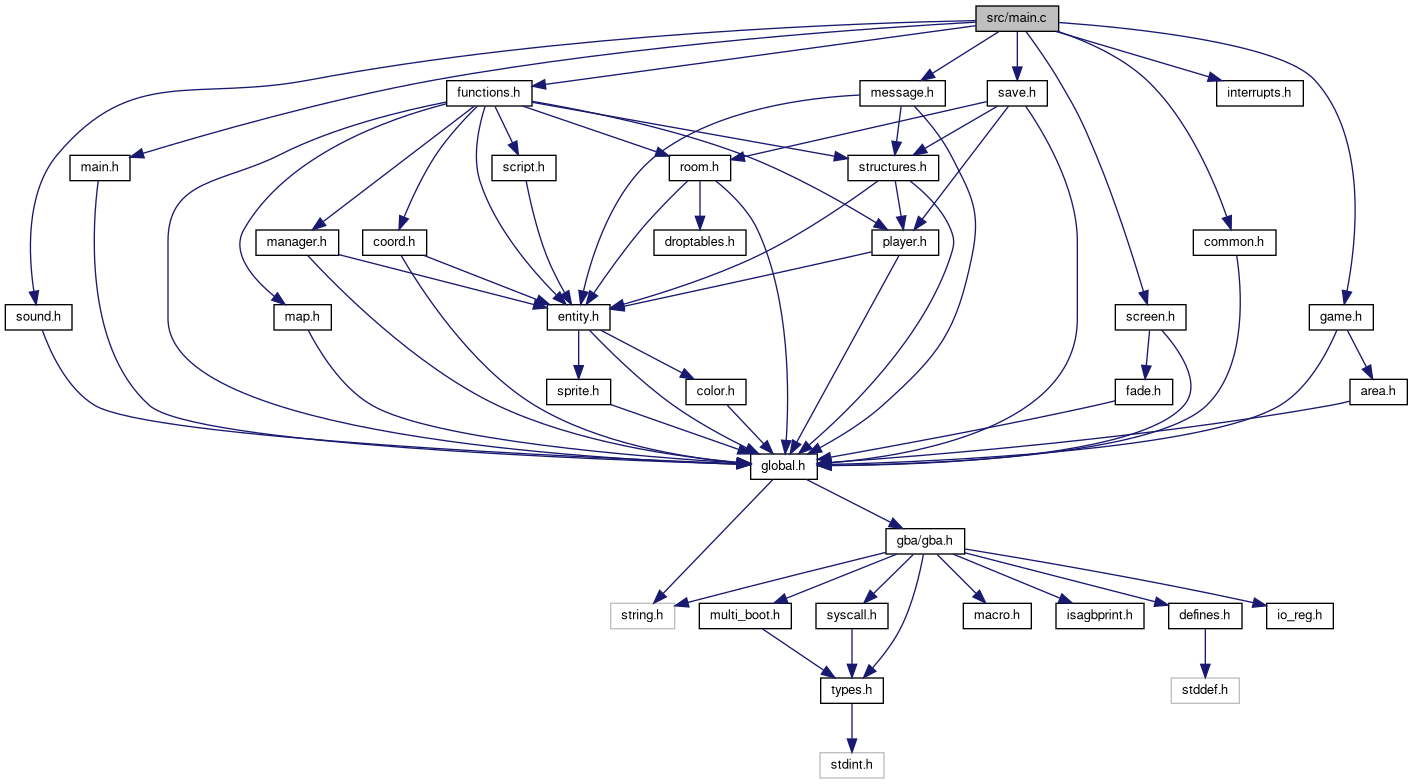 src/main.c
functions.h
message.h
save.h
interrupts.h
main.h
script.h
room.h
structures.h
manager.h
coord.h
droptables.h
player.h
common.h
sound.h
map.h
entity.h
screen.h
game.h
sprite.h
color.h
fade.h
area.h
global.h
gba/gba.h
string.h
multi_boot.h
syscall.h
macro.h
isagbprint.h
defines.h
io_reg.h
types.h
stddef.h
stdint.h